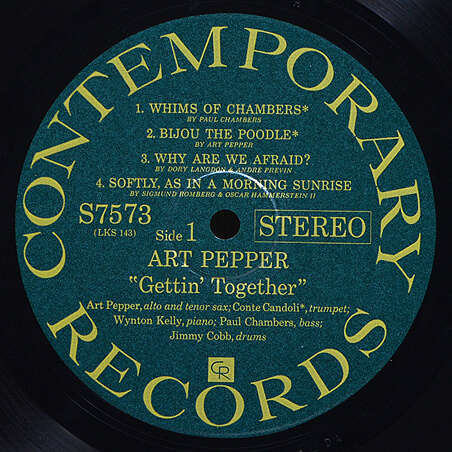 CONTEMPORARY
1. WHIMS OF CHAMBERS*
BY PAUL CHAMBERS
2. BIJOU THE POODLE*
BY ART PEPPER
3. WHY ARE WE AFRAID?
BY DORY LANGDON & ANDRE PREVIN
4. SOFTLY, AS IN A MORNING SUNRISE
BY SIGMUND ROMBERG & OSCAR HAMMERSTEIN II
S7573
(LKS 143)
Side 1
STEREO
ART PEPPER
"Gettin' Together"
Art Pepper, alto and tenor sax; Conte Candoli*, trumpet;
Wynton Kelly, piano; Paul Chambers, bass;
Jimmy Cobb, drums
CR
RECORDS